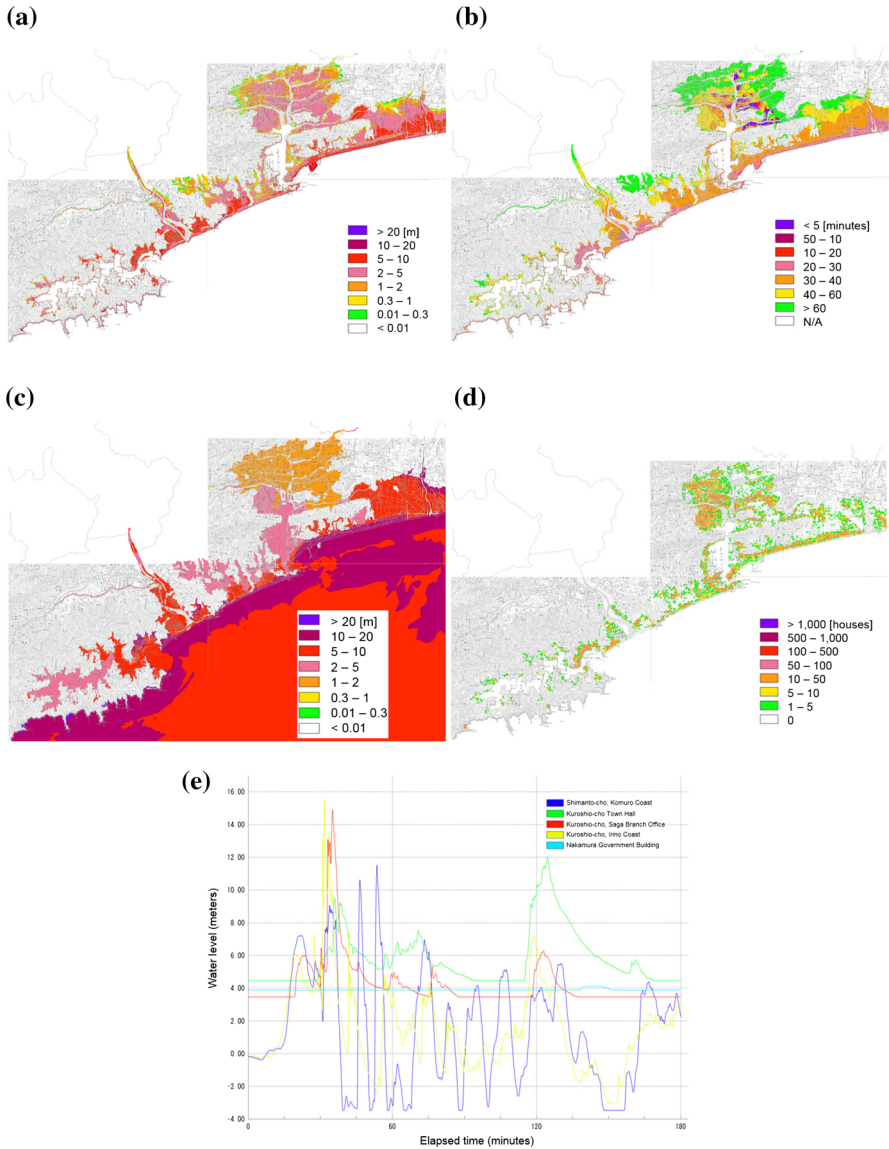 (a)
> 20 [m]
10 – 20
5 – 10
2 – 5
1 – 2
0.3 – 1
0.01 – 0.3
< 0.01
(b)
< 5 [minutes]
50 – 10
10 – 20
20 – 30
30 – 40
40 – 60
> 60
N/A
(c)
> 20 [m]
10 – 20
5 – 10
2 – 5
1 – 2
0.3 – 1
0.01 – 0.3
< 0.01
(d)
> 1,000 [houses]
500 – 1,000
100 – 500
50 – 100
10 – 50
5 – 10
1 – 5
0
(e)
Water level (meters)
16. 00
14. 00
12. 00
10. 00
8. 00
6. 00
4. 00
2. 00
0. 00
-2. 00
-4. 00
Shimanto-cho, Komuro Coast
Kuroshio-cho Town Hall
Kuroshio-cho, Saga Branch Office
Kuroshio-cho, Irino Coast
Nakamura Government Building
0
60
120
180
Elapsed time (minutes)